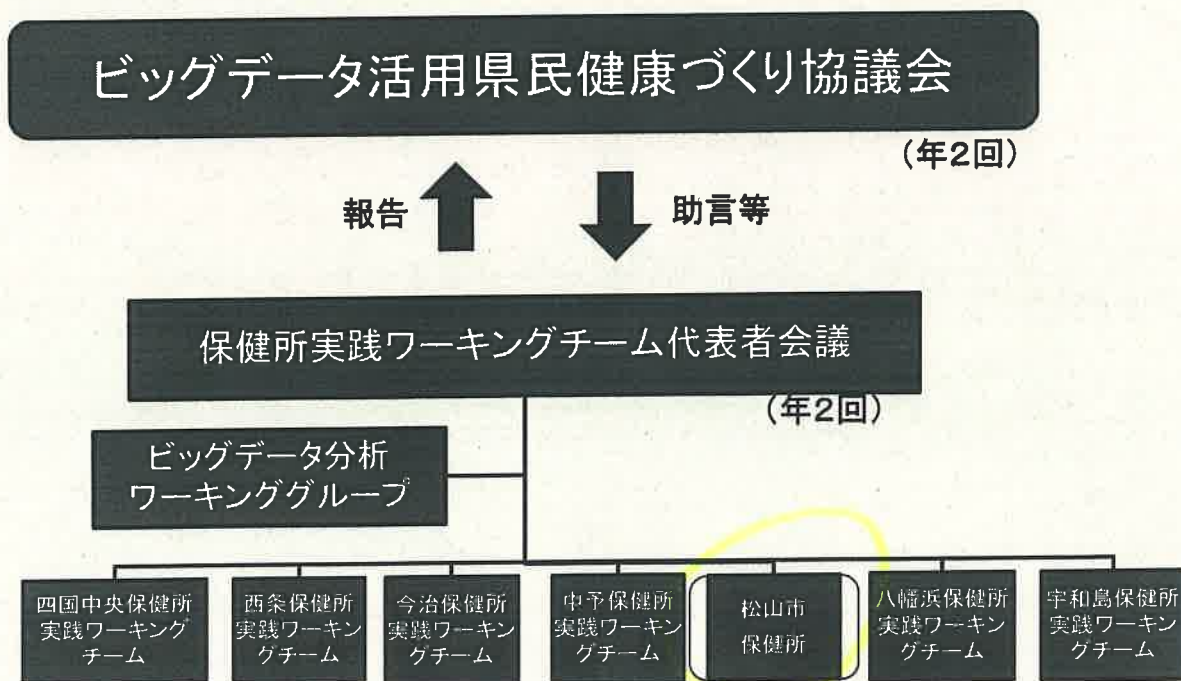 ビッグデータ活用県民健康づくり協議会
(年2回)
報告
助言等
保健所実践ワーキングチーム代表者会議
(年2回)
ビッグデータ分析
ワーキンググループ
四国中央保健所
実践ワーキング
チーム
西条保健所
実践ワーキン
グチーム
今治保健所
実践ワーキン
グチーム
中予保健所
実践ワーキン
グチーム
松山市
保健所
八幡浜保健所
実践ワーキン
グチーム
宇和島保健所
実践ワーキン
グチーム